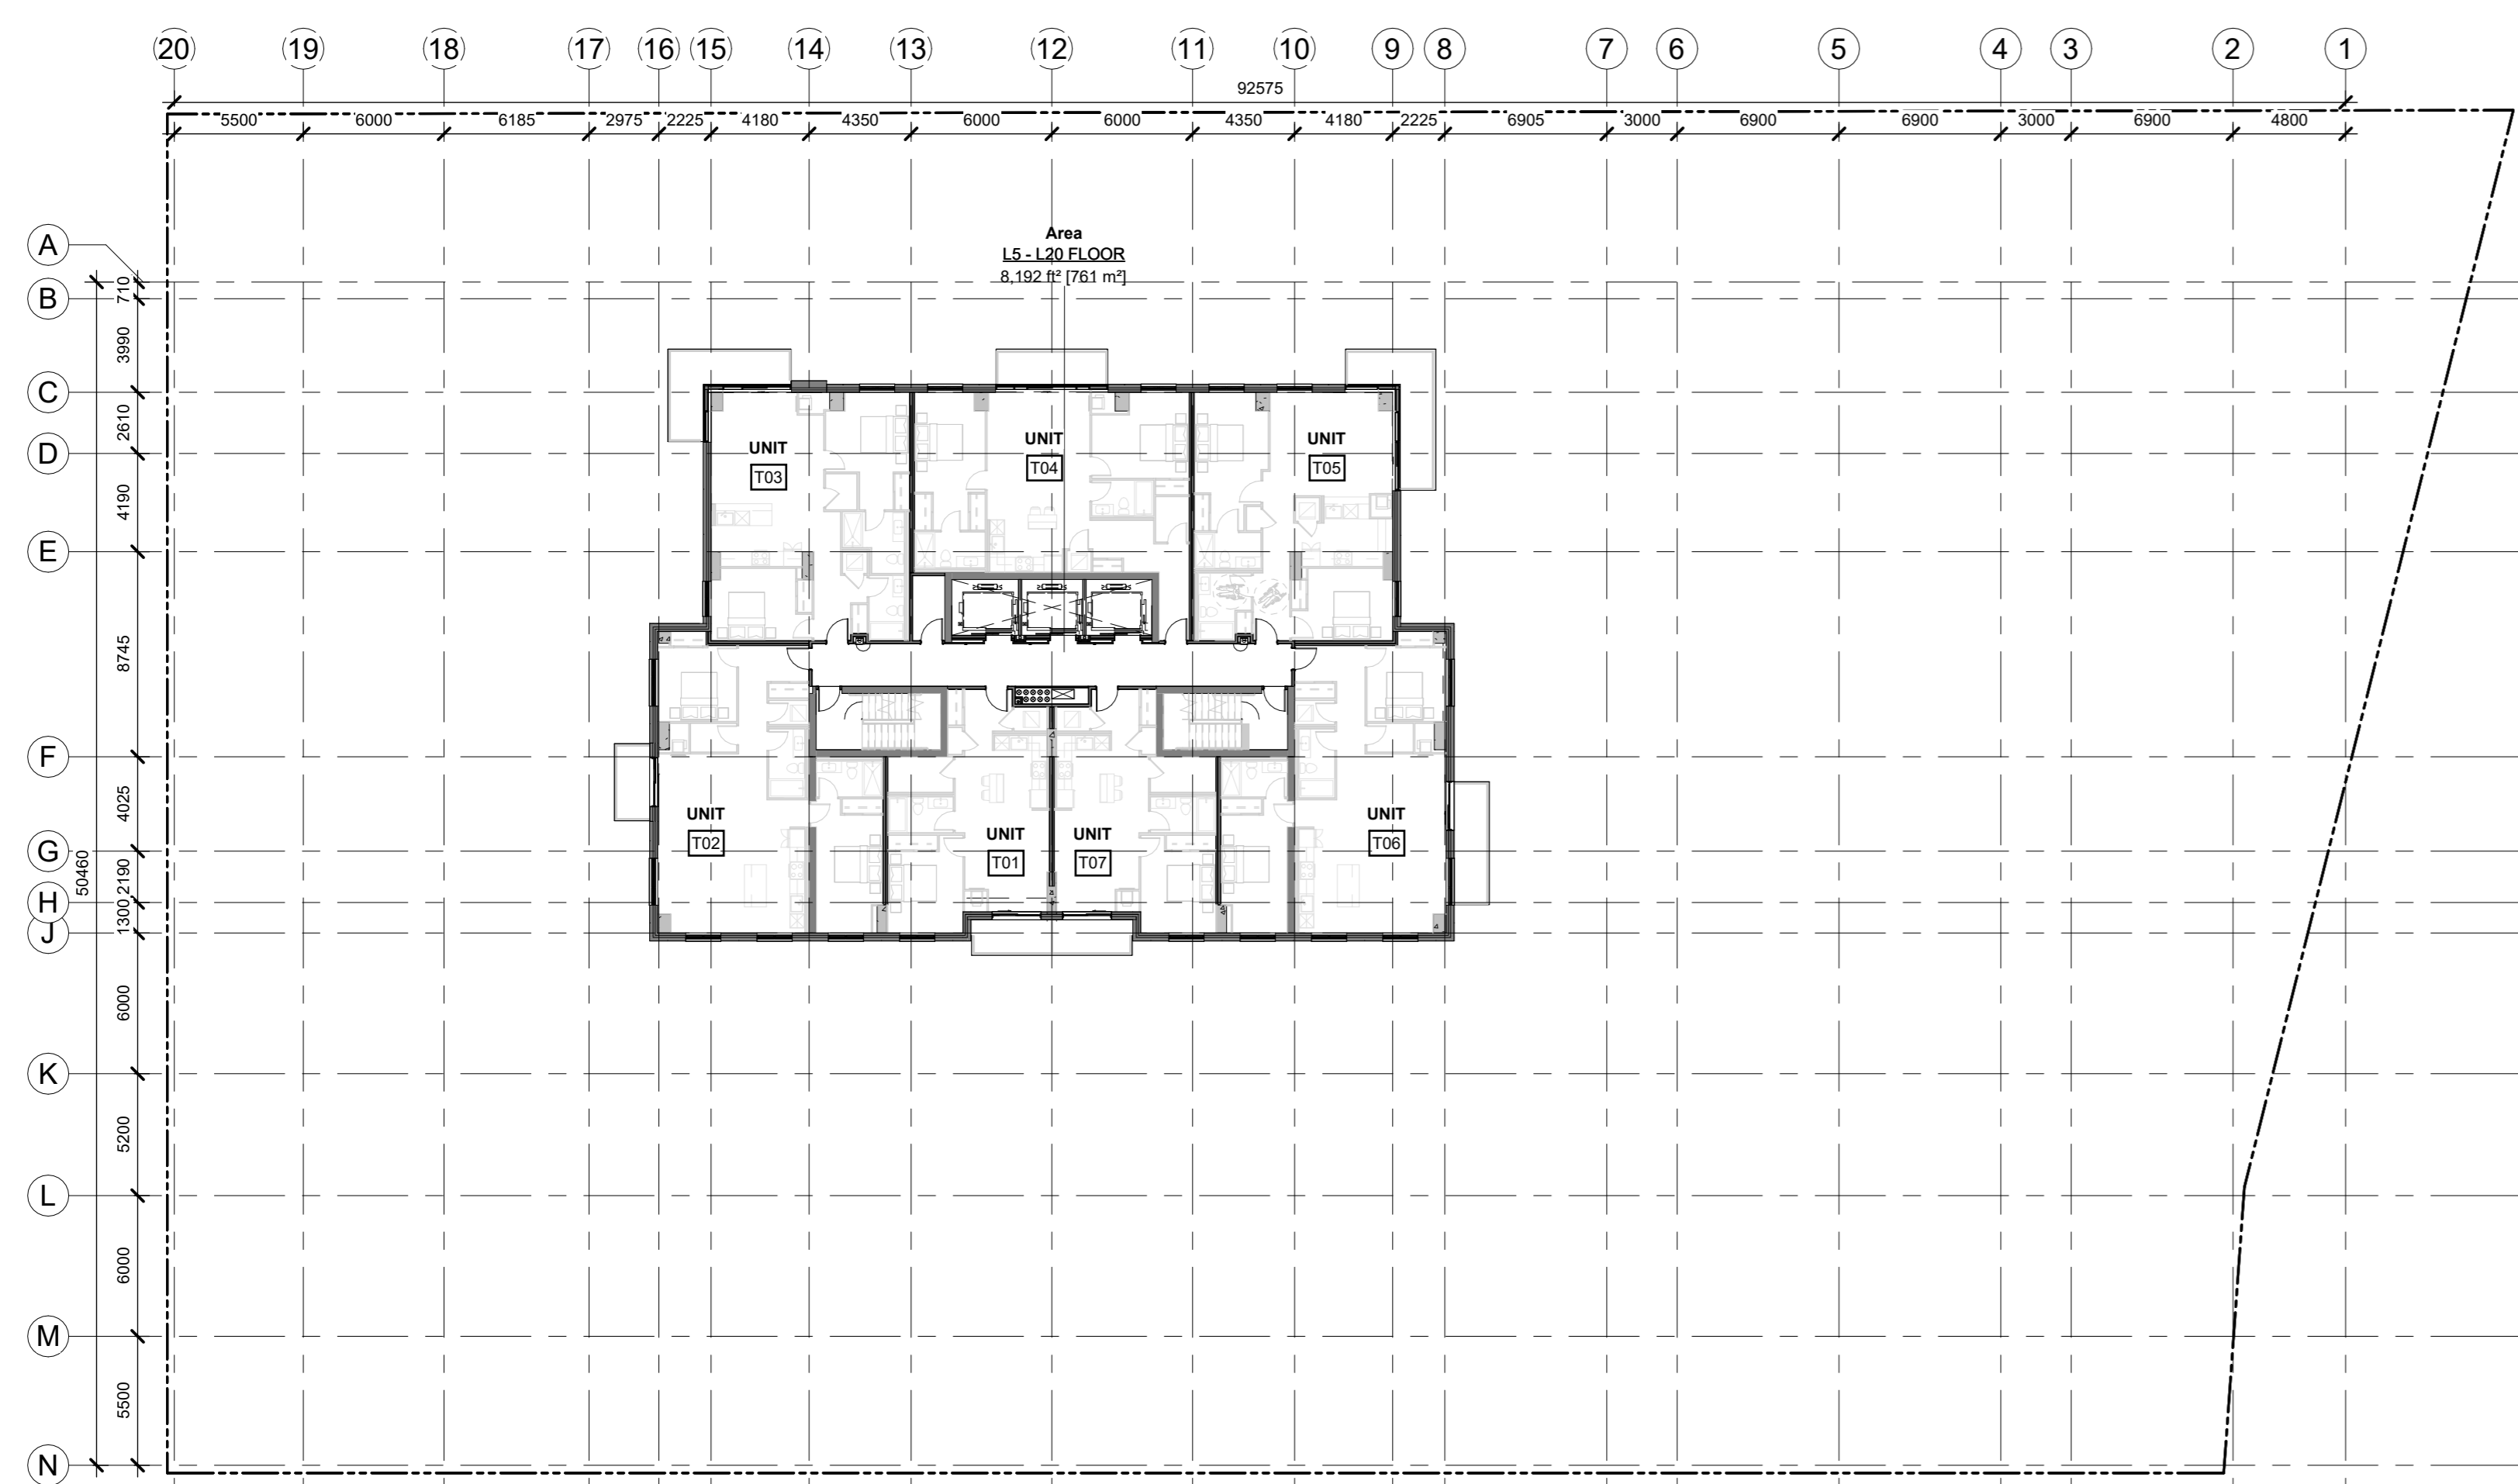 20 19 18 17 16 15 14 13 12 11 10 9 8 7 6 5 4 3 2 1
92575
5500 6000 6185 2975 2225 4180 4350 6000 6000 4350 4180 2225 6905 3000 6900 6900 3000 6900 4800
Area
L5 - L20 FLOOR
8,192 ft² [761 m²]
A
710
B
3990
C
2610
D
4190
E
8745
F
4025
G
50460
2190
H
1300
J
6000
K
5200
L
6000
M
5500
N
UNIT
T03
UNIT
T04
UNIT
T05
UNIT
T02
UNIT
T01
UNIT
T07
UNIT
T06